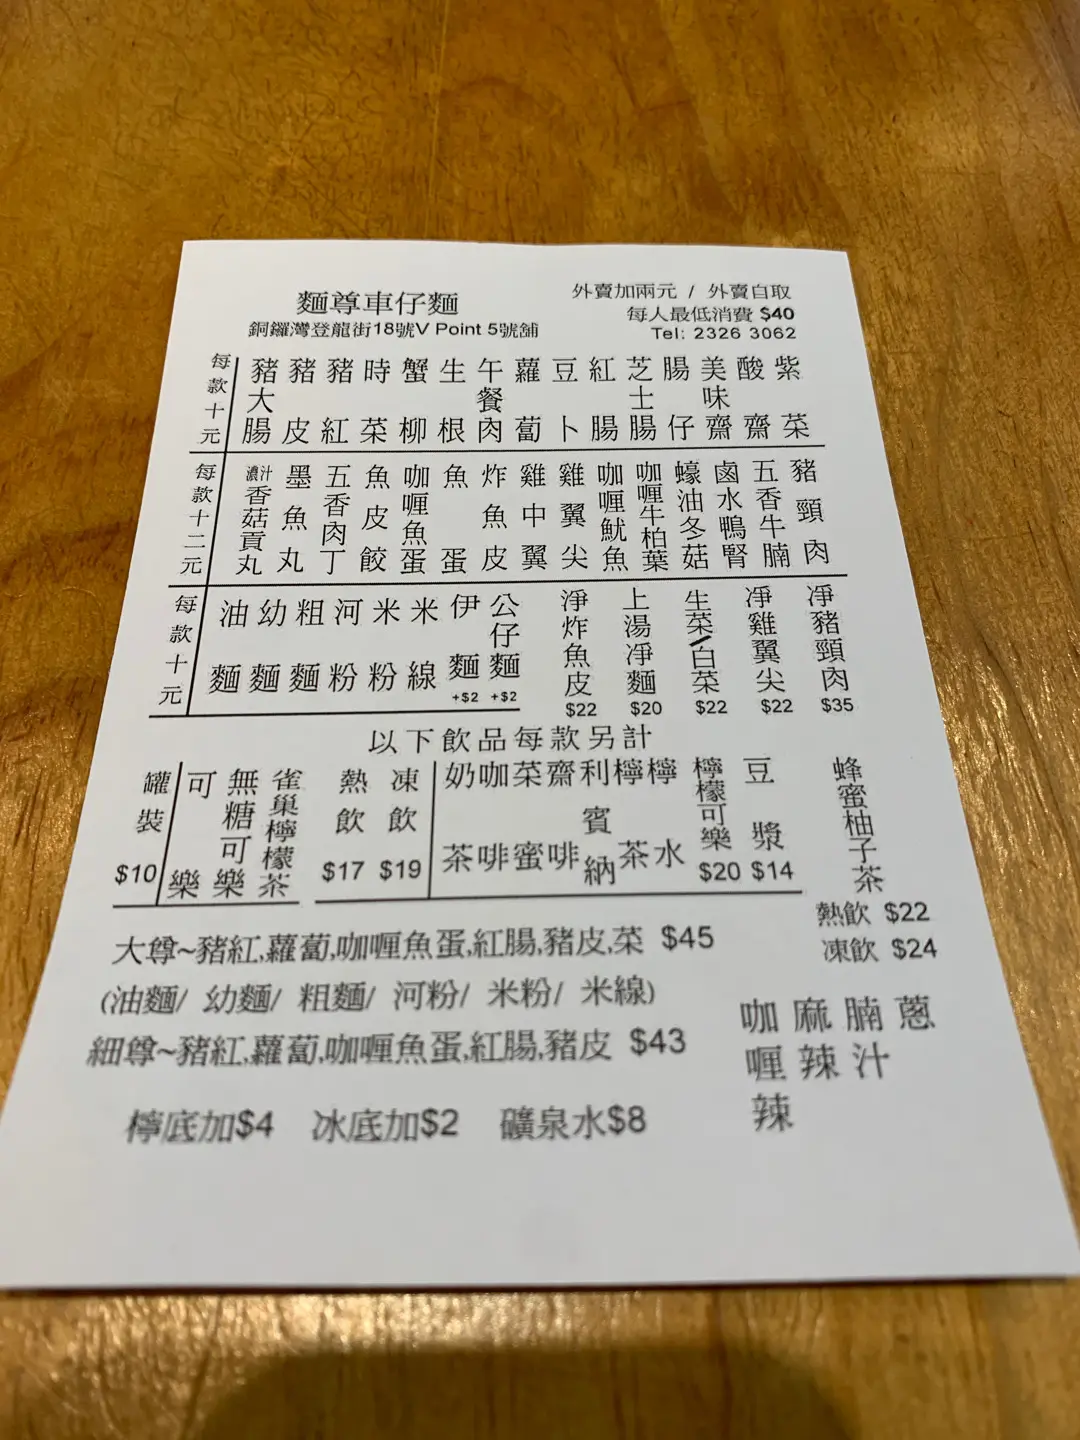 麵尊車仔麵
銅鑼灣登龍街18號V Point 5號舖
外賣加兩元 / 外賣自取
每人最低消費 $40
Tel: 2326 3062
每款十元
豬大腸
豬皮
豬紅
時菜
蟹柳
生根
午餐肉
蘿蔔
豆卜
紅腸
芝士腸
腸仔
美味齋
酸齋
紫菜
每款十二元
濃汁香菇貢丸
墨魚丸
五香肉丁
魚皮餃
咖喱魚蛋
魚蛋
炸魚皮
雞中翼
雞翼尖
咖喱魷魚
咖喱牛柏葉
蠔油冬菇
鹵水鴨腎
五香牛腩
豬頸肉
每款十元
油麵
幼麵
粗麵
河粉
米粉
米線
伊麵 +$2
公仔麵 +$2
淨炸魚皮 $22
上湯淨麵 $20
生菜/白菜 $22
凈雞翼尖 $22
凈豬頸肉 $35
以下飲品每款另計
罐裝 $10
可樂
無糖可樂
雀巢檸檬茶
熱飲 $17
凍飲 $19
奶茶
咖啡
菜蜜
齋啡
利賓納
檸茶
檸水
檸檬可樂 $20
豆漿 $14
蜂蜜柚子茶
熱飲 $22
凍飲 $24
大尊~豬紅,蘿蔔,咖喱魚蛋,紅腸,豬皮,菜 $45
(油麵/ 幼麵/ 粗麵/ 河粉/ 米粉/ 米線)
細尊~豬紅,蘿蔔,咖喱魚蛋,紅腸,豬皮 $43
檸底加$4 冰底加$2 礦泉水$8
咖喱辣
麻辣
腩汁
蔥